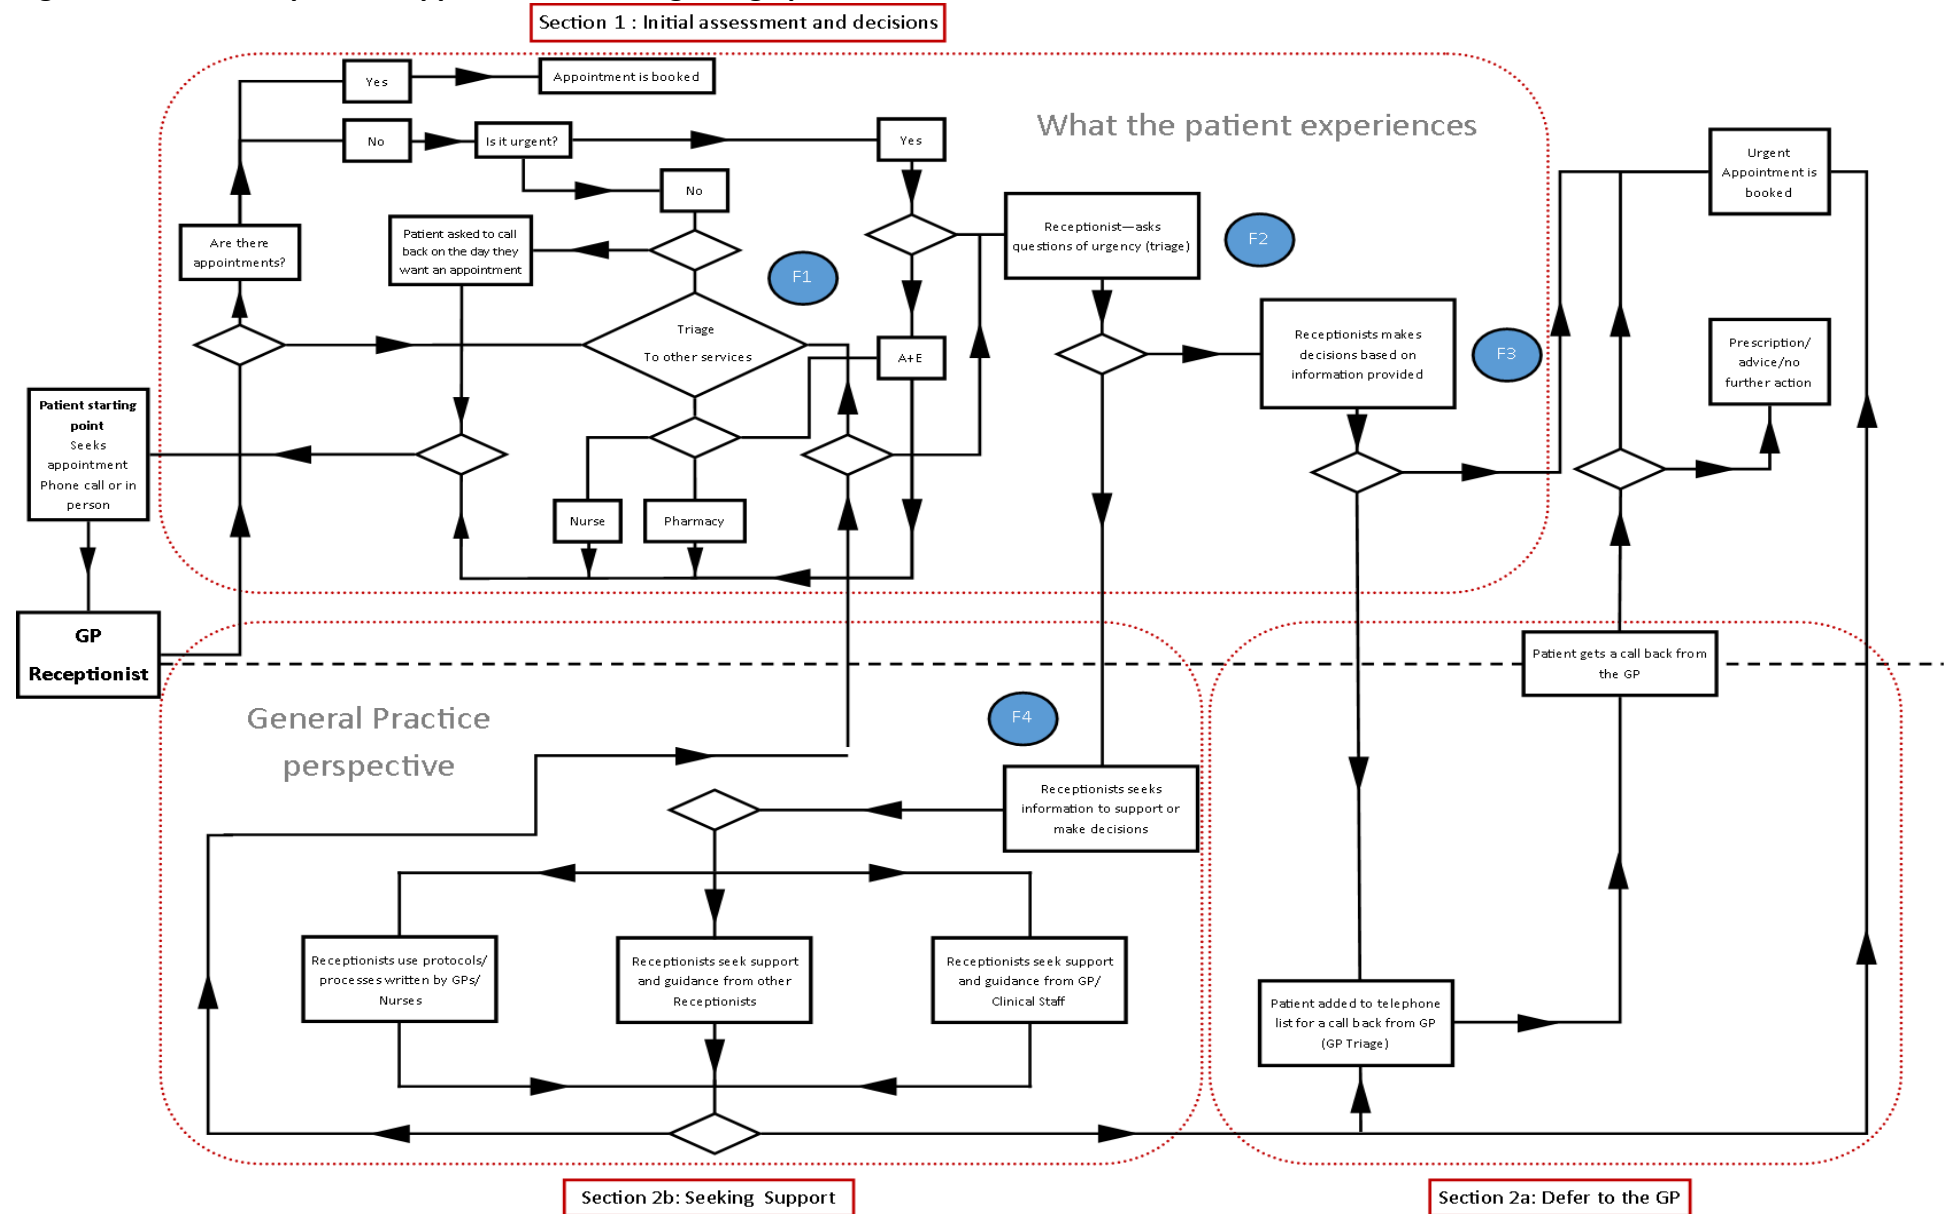 Section 1 : Initial assessment and decisions
Yes
Appointment is booked
What the patient experiences
No
Is it urgent?
Yes
Urgent
Appointment is
booked
No
Are there
appointments?
Patient asked to call
back on the day they
want an appointment
F1
Receptionist—asks
questions of urgency (triage)
F2
Triage
To other services
A+E
Receptionists makes
decisions based on
information provided
F3
Prescription/
advice/no
further action
Patient starting
point
Seeks
appointment
Phone call or in
person
Nurse
Pharmacy
GP
Receptionist
Patient gets a call back from
the GP
General Practice
perspective
F4
Receptionists seeks
information to support or
make decisions
Receptionists use protocols/
processes written by GPs/
Nurses
Receptionists seek support
and guidance from other
Receptionists
Receptionists seek support
and guidance from GP/
Clinical Staff
Patient added to telephone
list for a call back from GP
(GP Triage)
Section 2b: Seeking Support
Section 2a: Defer to the GP